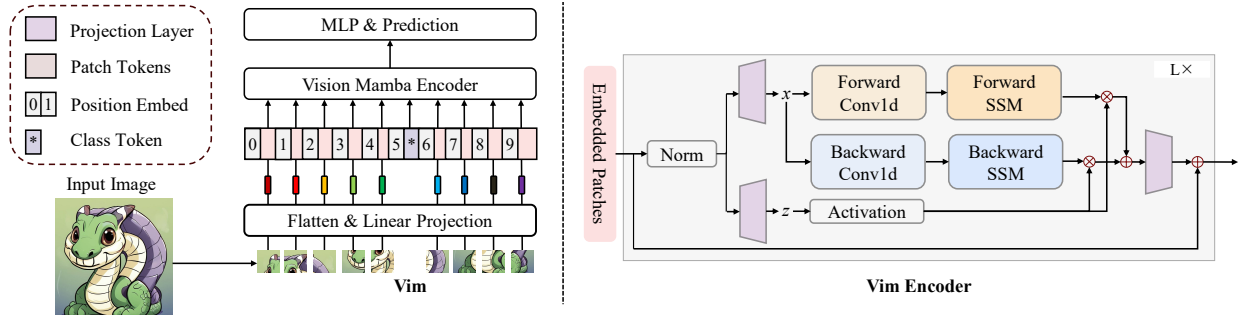 Projection Layer
Patch Tokens
0 1 Position Embed
* Class Token
Input Image
MLP & Prediction
Vision Mamba Encoder
0 1 2 3 4 5 * 6 7 8 9
Flatten & Linear Projection
Vim
Embedded Patches
L×
Norm
x
Forward
Conv1d
Forward
SSM
Backward
Conv1d
Backward
SSM
z
Activation
Vim Encoder